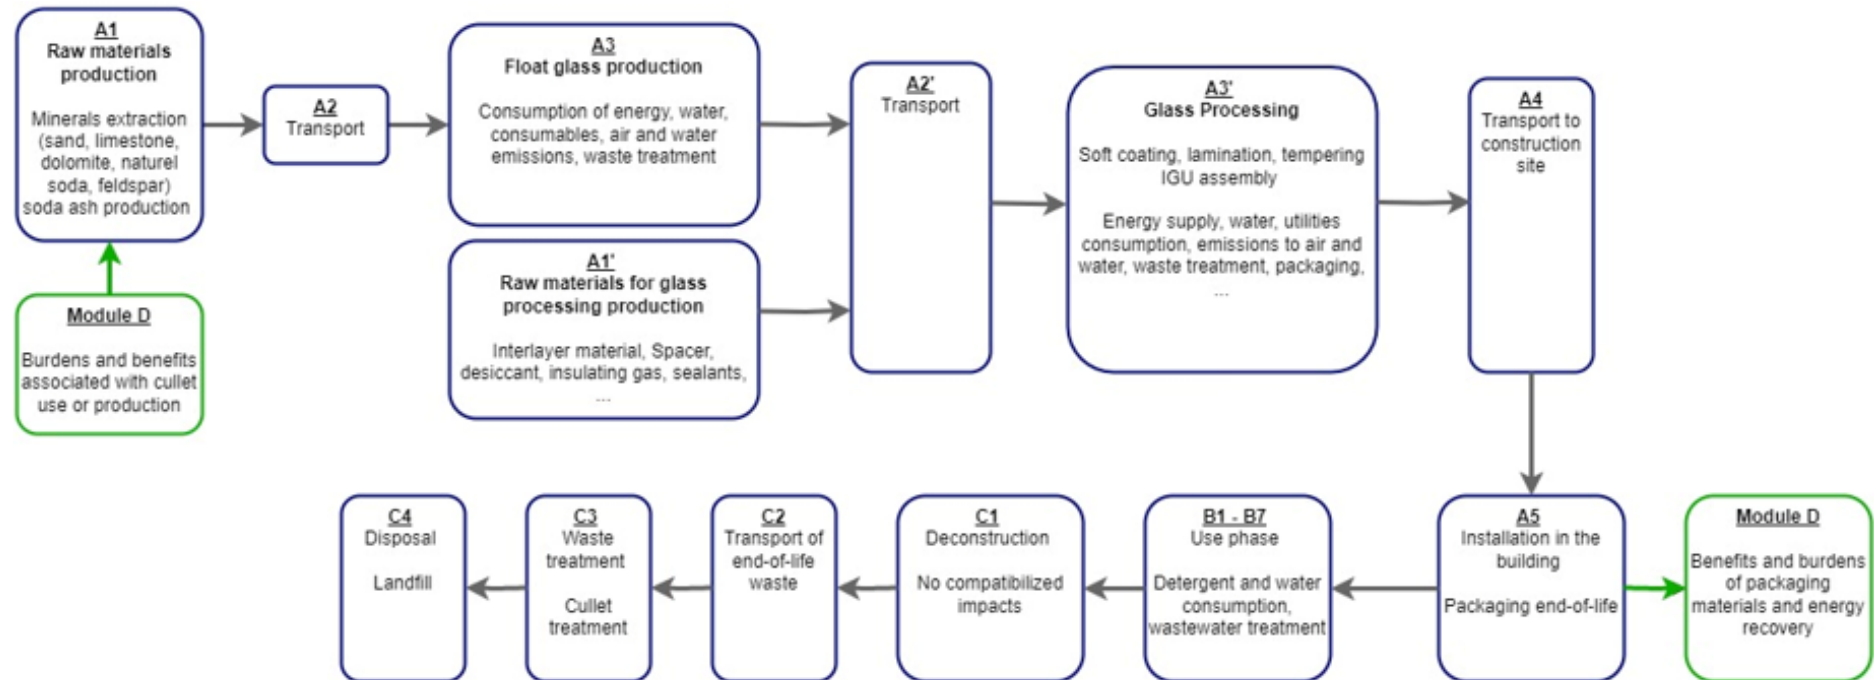 A1
Raw materials
production
Minerals extraction
(sand, limestone,
dolomite, naturel
soda, feldspar)
soda ash production
Module D
Burdens and benefits
associated with cullet
use or production
A2
Transport
A3
Float glass production
Consumption of energy, water,
consumables, air and water
emissions, waste treatment
A1'
Raw materials for glass
processing production
Interlayer material, Spacer,
desiccant, insulating gas, sealants,
...
A2'
Transport
A3'
Glass Processing
Soft coating, lamination, tempering
IGU assembly
Energy supply, water, utilities
consumption, emissions to air and
water, waste treatment, packaging,
...
A4
Transport to
construction
site
C4
Disposal
Landfill
C3
Waste
treatment
Cullet
treatment
C2
Transport of
end-of-life
waste
C1
Deconstruction
No compatibilized
impacts
B1 - B7
Use phase
Detergent and water
consumption,
wastewater treatment
A5
Installation in the
building
Packaging end-of-life
Module D
Benefits and burdens
of packaging
materials and energy
recovery